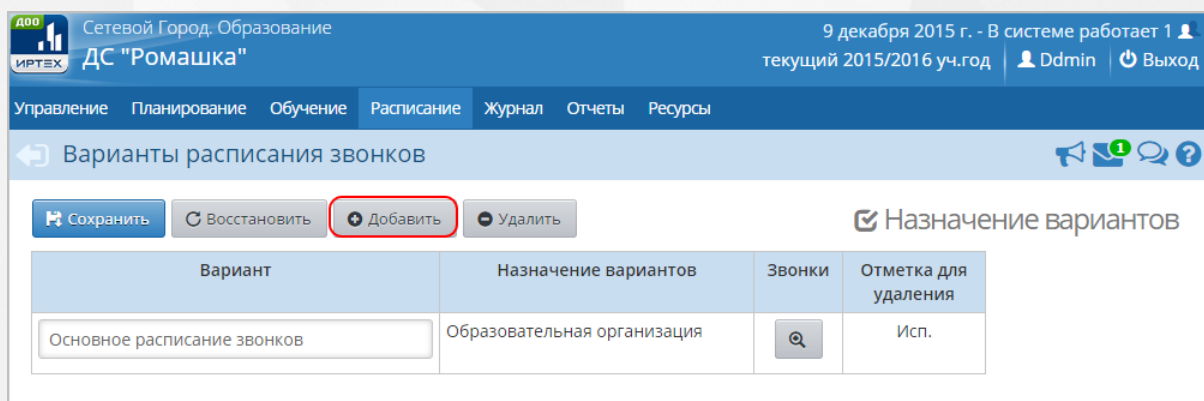 ДОО
ИРТЕХ
Сетевой Город. Образование
ДС "Ромашка"
9 декабря 2015 г. - В системе работает 1
текущий 2015/2016 уч.год Ddmin Выход
Управление Планирование Обучение Расписание Журнал Отчеты Ресурсы
Варианты расписания звонков 1 ?
Сохранить Восстановить Добавить Удалить Назначение вариантов
Вариант Назначение вариантов Звонки Отметка для удаления
Основное расписание звонков Образовательная организация Исп.